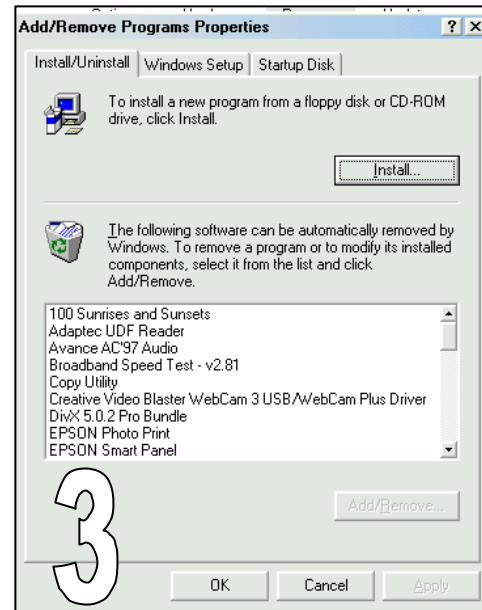 Add/Remove Programs Properties
Install/Uninstall Windows Setup Startup Disk
To install a new program from a floppy disk or CD-ROM
drive, click Install.
Install...
The following software can be automatically removed by
Windows. To remove a program or to modify its installed
components, select it from the list and click
Add/Remove.
100 Sunrises and Sunsets
Adaptec UDF Reader
Avance AC'97 Audio
Broadband Speed Test - v2.81
Copy Utility
Creative Video Blaster WebCam 3 USB/WebCam Plus Driver
DivX 5.0.2 Pro Bundle
EPSON Photo Print
EPSON Smart Panel
Add/Remove...
3
OK Cancel Apply